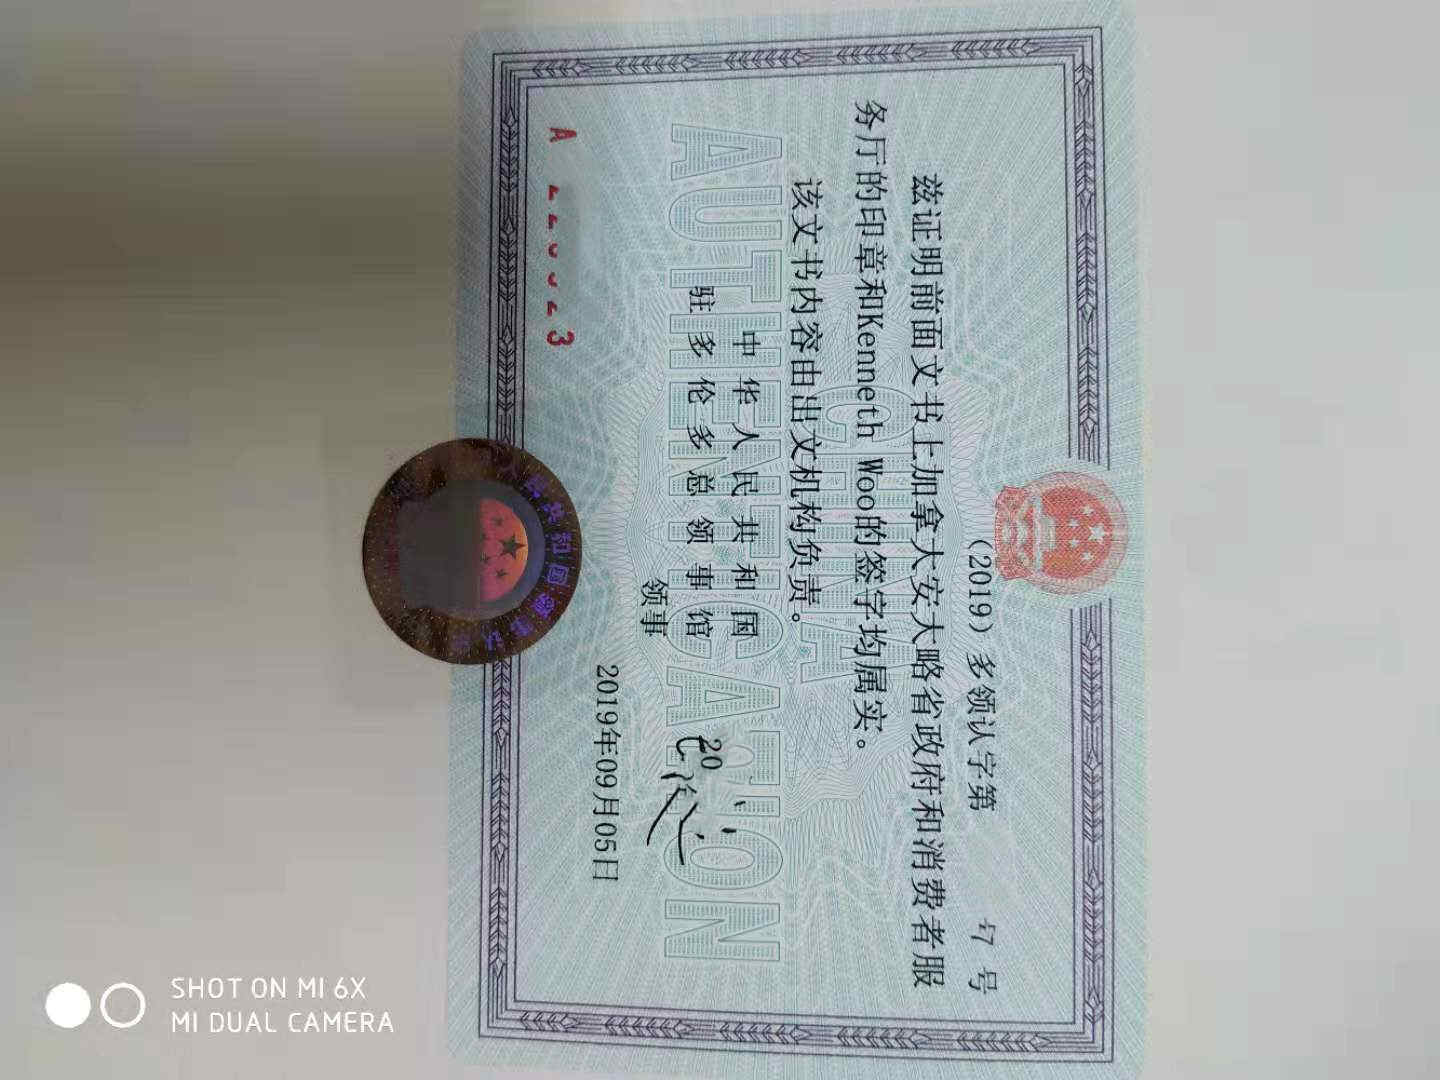 (2019) 多领认字第 47 号
兹证明前面文书上加拿大安大略省政府和消费者服
务厅的印章和Kenneth Woo的签字均属实。
该文书内容由出文机构负责。
CHINA
AUTHENTICATION
中华人民共和国
驻多伦多总领事馆
领事
20
2019年09月05日
A
3
SHOT ON MI 6X
MI DUAL CAMERA